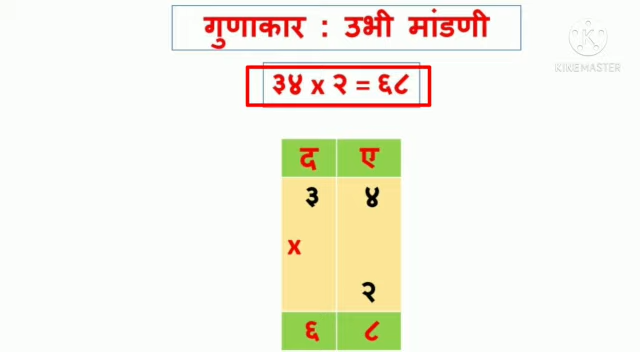 गुणाकार : उभी मांडणी
KINEMASTER
३४ x २ = ६८
द ए
३ ४
x
२
६ ८